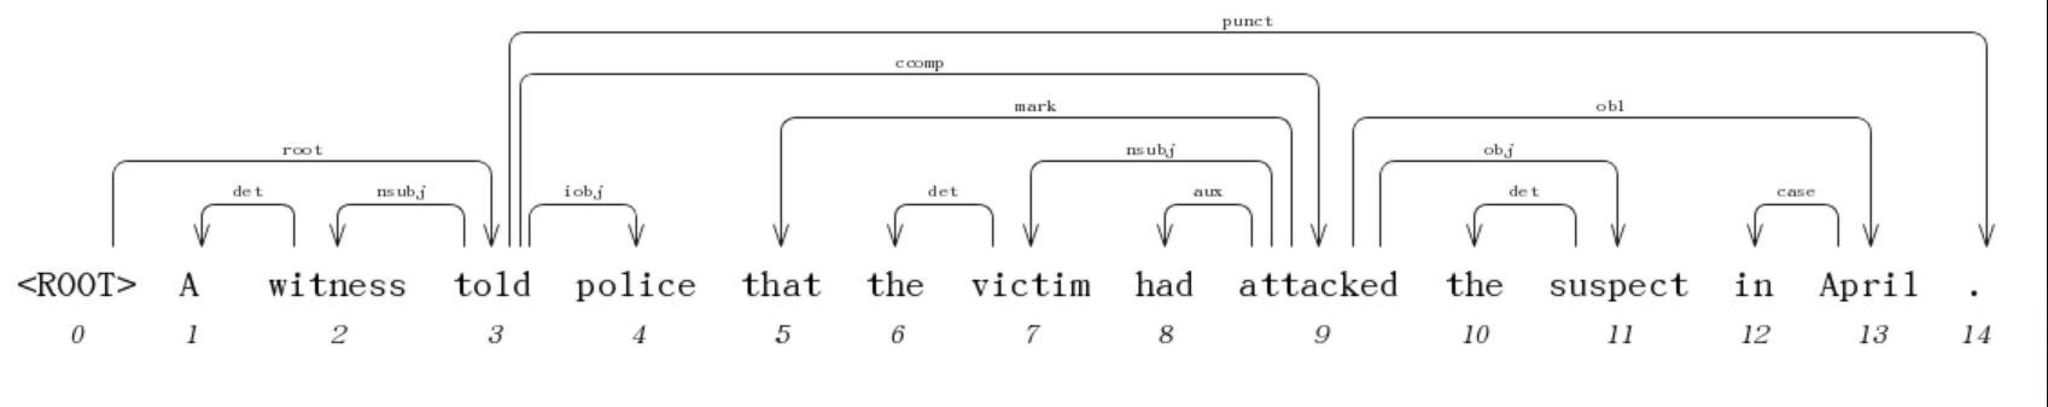 punct
ccomp
mark obl
root nsubj obj
det nsubj iobj det aux det case
<ROOT> A witness told police that the victim had attacked the suspect in April .
0 1 2 3 4 5 6 7 8 9 10 11 12 13 14